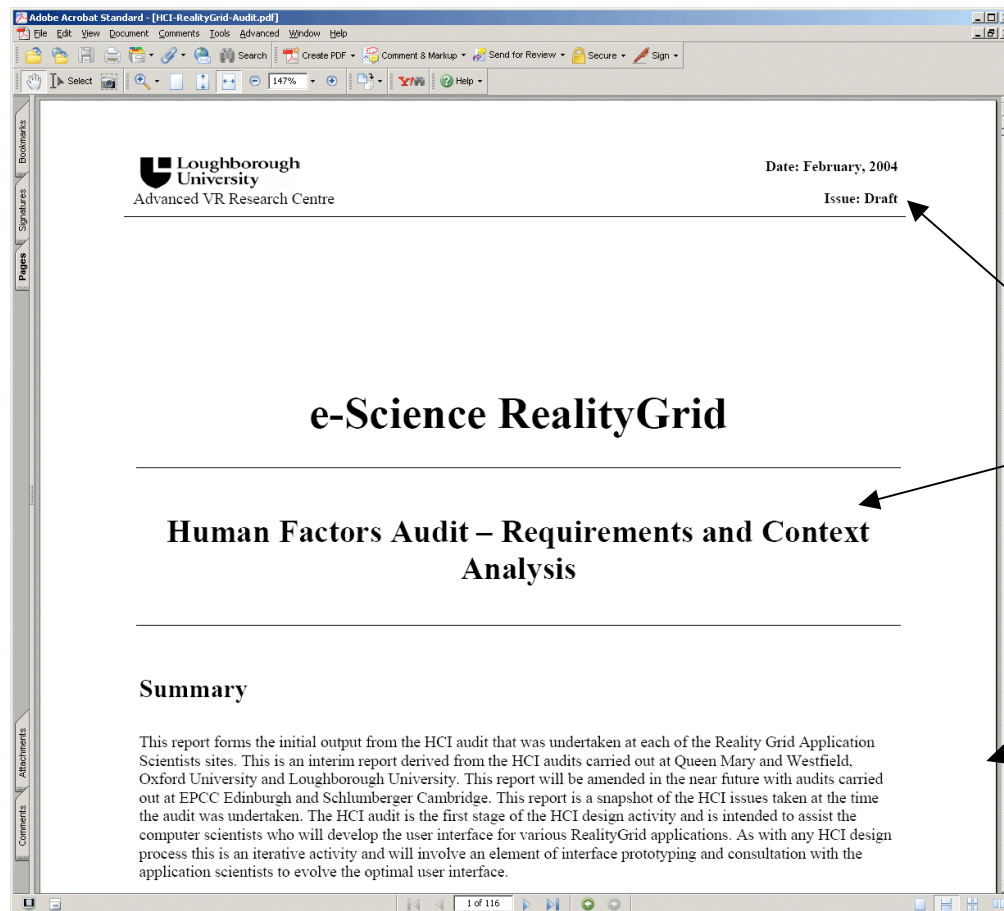 Adobe Acrobat Standard - [HCI-RealityGrid-Audit.pdf]
File Edit View Document Comments Tools Advanced Window Help
Search Create PDF Comment & Markup Send for Review Secure Sign
Select 147% Y! Help
Bookmarks
Signatures
Pages
Attachments
Comments
Loughborough
University
Advanced VR Research Centre
Date: February, 2004
Issue: Draft
e-Science RealityGrid
Human Factors Audit – Requirements and Context
Analysis
Summary
This report forms the initial output from the HCI audit that was undertaken at each of the Reality Grid Application
Scientists sites. This is an interim report derived from the HCI audits carried out at Queen Mary and Westfield,
Oxford University and Loughborough University. This report will be amended in the near future with audits carried
out at EPCC Edinburgh and Schlumberger Cambridge. This report is a snapshot of the HCI issues taken at the time
the audit was undertaken. The HCI audit is the first stage of the HCI design activity and is intended to assist the
computer scientists who will develop the user interface for various RealityGrid applications. As with any HCI design
process this is an iterative activity and will involve an element of interface prototyping and consultation with the
application scientists to evolve the optimal user interface.
1 of 116